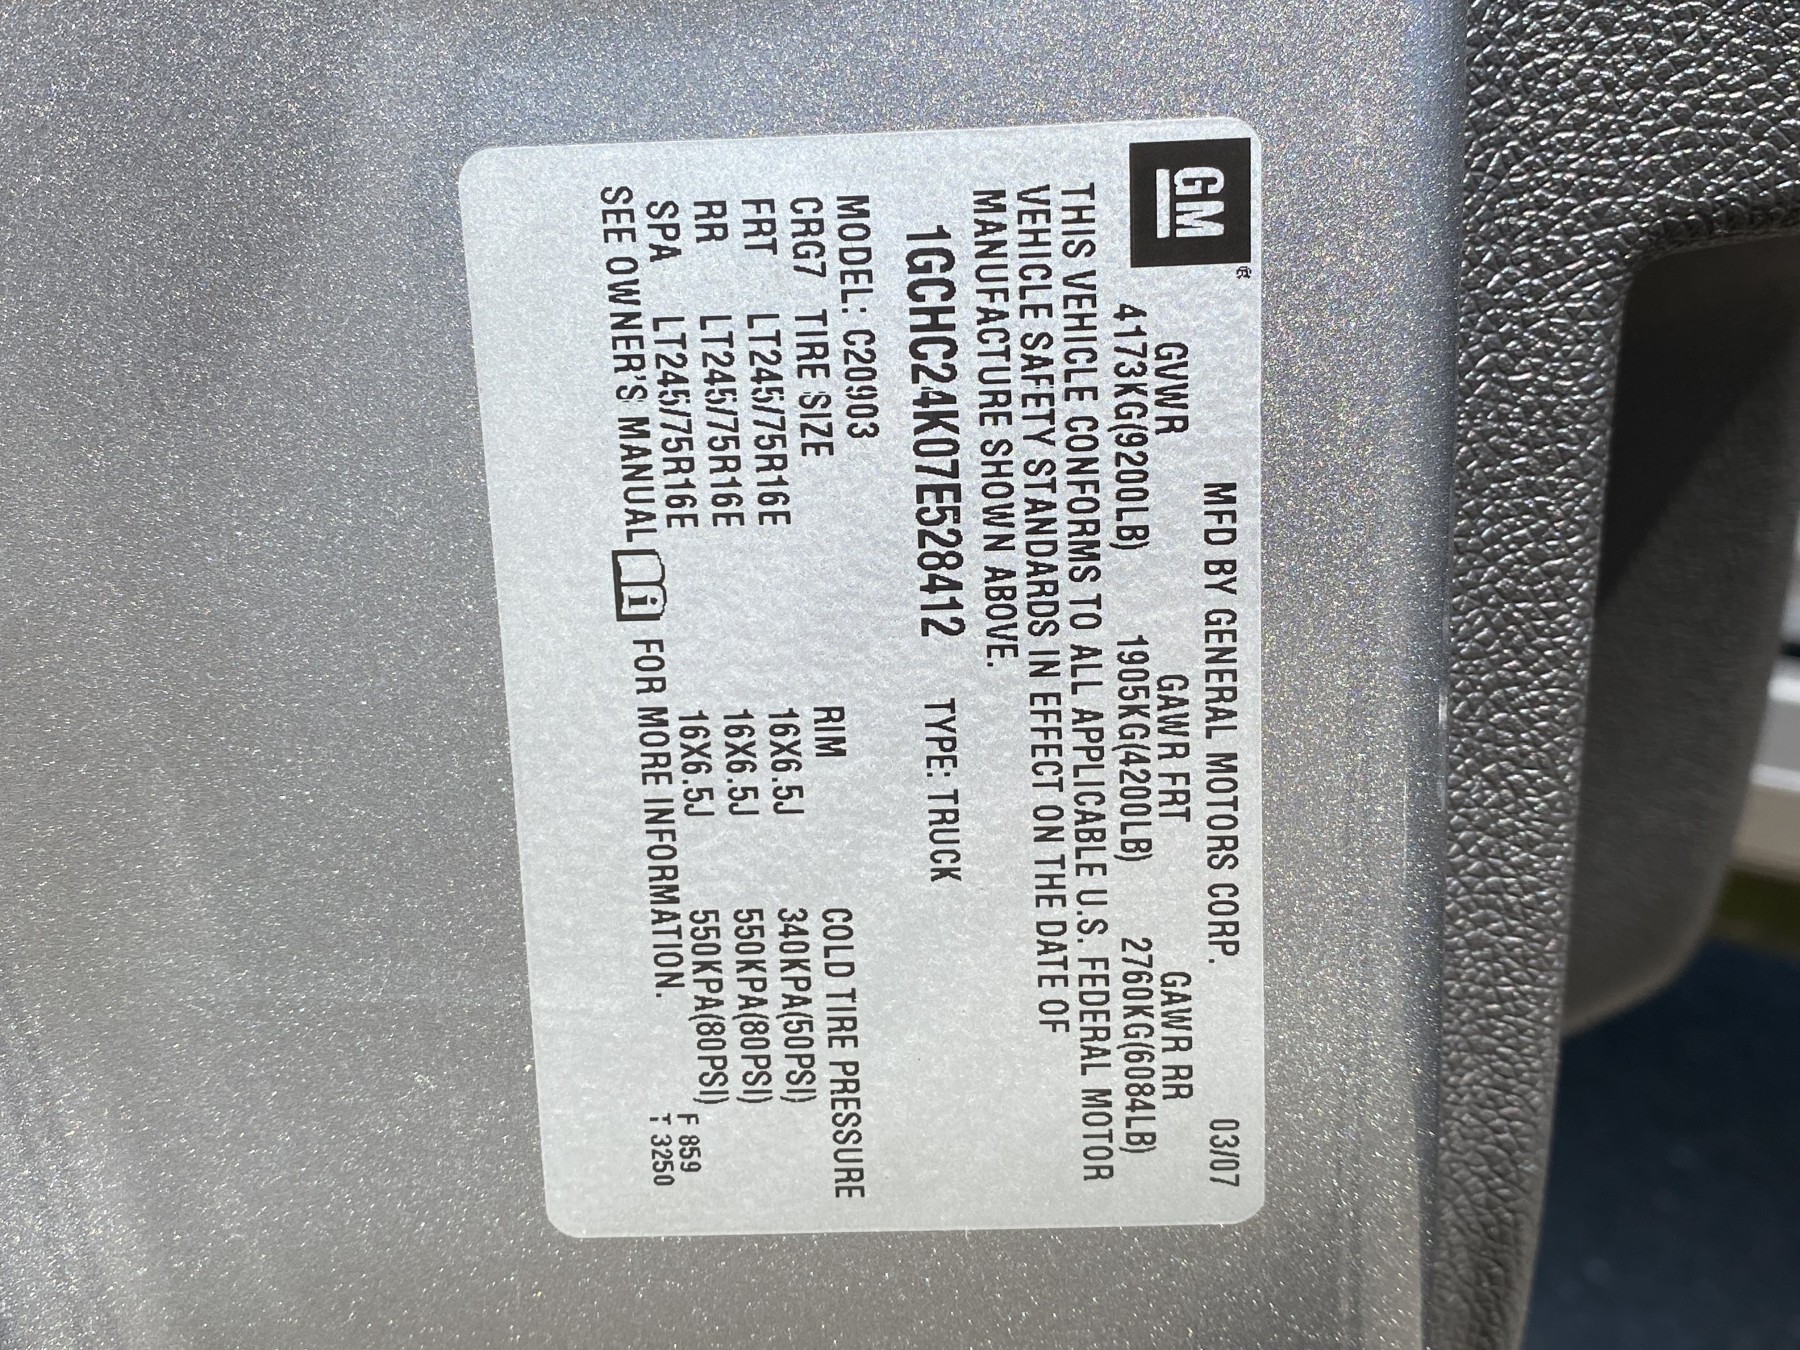 GM®
MFD BY GENERAL MOTORS CORP. 03/07
GVWR GAWR FRT GAWR RR
4173KG(9200LB) 1905KG(4200LB) 2760KG(6084LB)
THIS VEHICLE CONFORMS TO ALL APPLICABLE U.S. FEDERAL MOTOR
VEHICLE SAFETY STANDARDS IN EFFECT ON THE DATE OF
MANUFACTURE SHOWN ABOVE.
1GCHC24K07E528412 TYPE: TRUCK
MODEL: C20903
CRG7 TIRE SIZE RIM COLD TIRE PRESSURE
FRT LT245/75R16E 16X6.5J 340KPA(50PSI)
RR LT245/75R16E 16X6.5J 550KPA(80PSI)
SPA LT245/75R16E 16X6.5J 550KPA(80PSI)
SEE OWNER'S MANUAL i FOR MORE INFORMATION.
F 859
T 3250